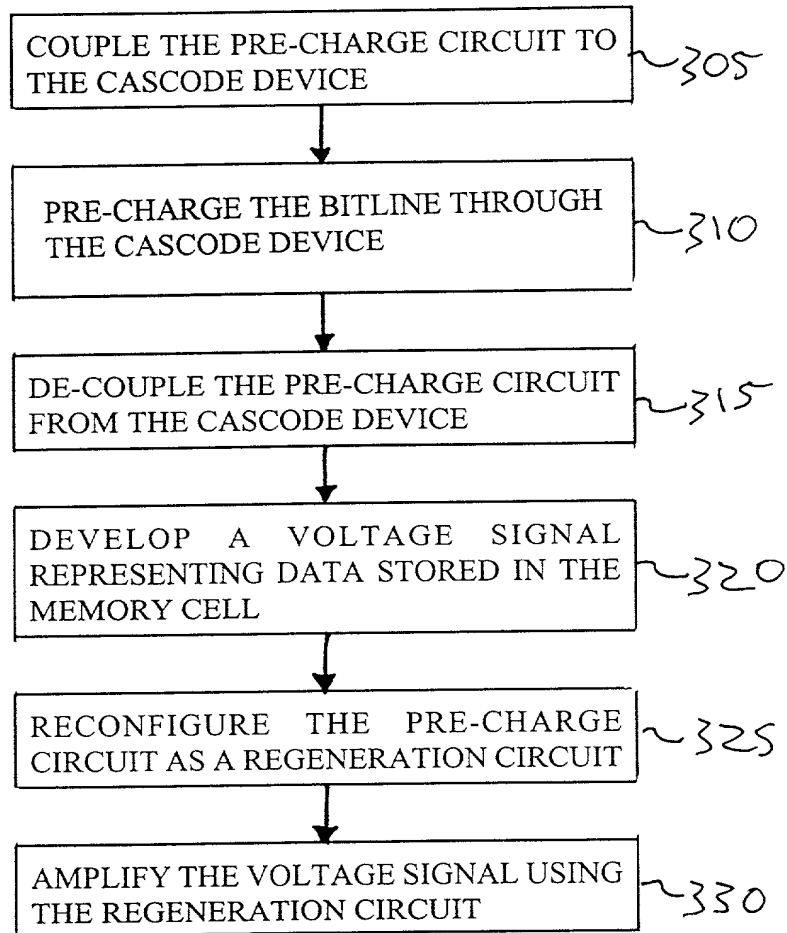 COUPLE THE PRE-CHARGE CIRCUIT TO
THE CASCODE DEVICE
305
PRE-CHARGE THE BITLINE THROUGH
THE CASCODE DEVICE
310
DE-COUPLE THE PRE-CHARGE CIRCUIT
FROM THE CASCODE DEVICE
315
DEVELOP A VOLTAGE SIGNAL
REPRESENTING DATA STORED IN THE
MEMORY CELL
320
RECONFIGURE THE PRE-CHARGE
CIRCUIT AS A REGENERATION CIRCUIT
325
AMPLIFY THE VOLTAGE SIGNAL USING
THE REGENERATION CIRCUIT
330